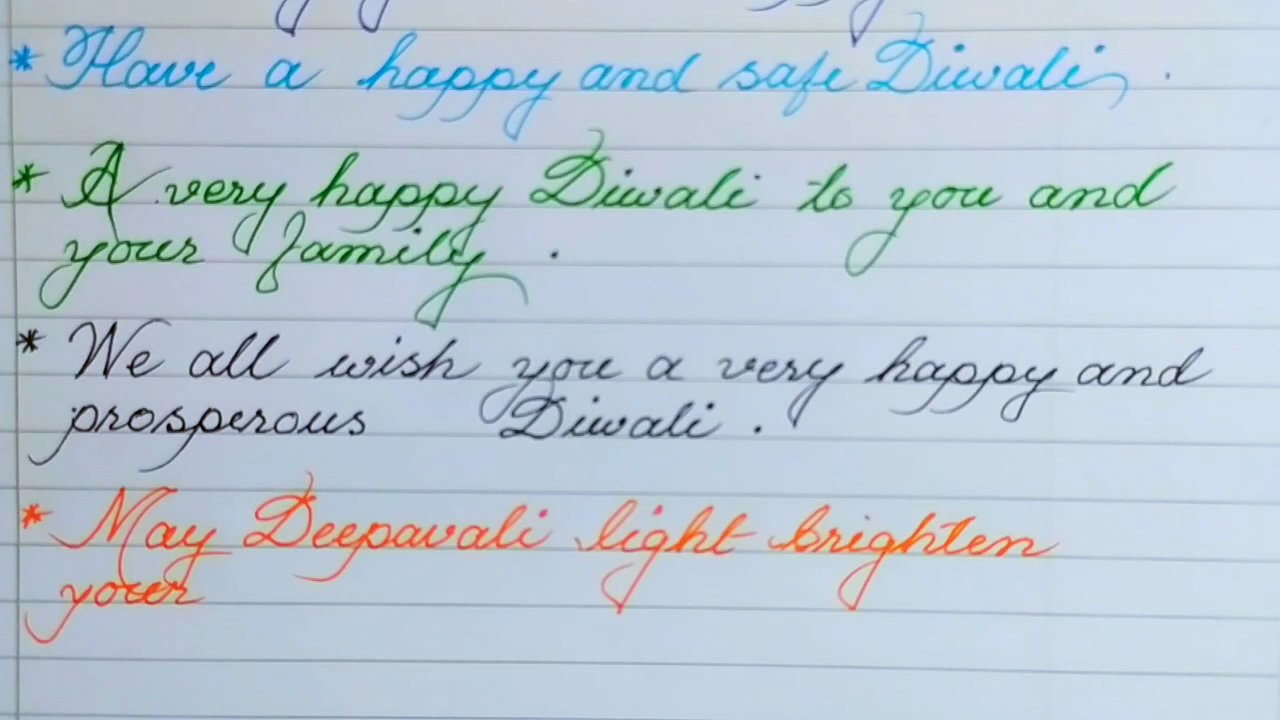 * Have a happy and safe Diwali .
* A very happy Diwali to you and
your family .
* We all wish you a very happy and
prosperous Diwali .
* May Deepavali light brighten
your